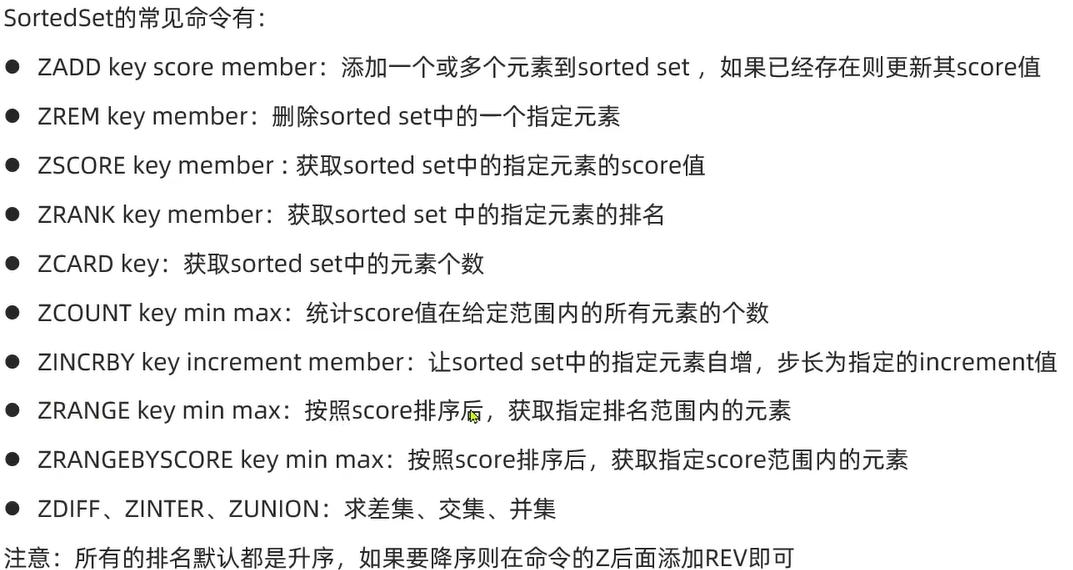 SortedSet的常见命令有：
● ZADD key score member：添加一个或多个元素到sorted set ，如果已经存在则更新其score值
● ZREM key member：删除sorted set中的一个指定元素
● ZSCORE key member : 获取sorted set中的指定元素的score值
● ZRANK key member：获取sorted set 中的指定元素的排名
● ZCARD key：获取sorted set中的元素个数
● ZCOUNT key min max：统计score值在给定范围内的所有元素的个数
● ZINCRBY key increment member：让sorted set中的指定元素自增，步长为指定的increment值
● ZRANGE key min max：按照score排序后，获取指定排名范围内的元素
● ZRANGEBYSCORE key min max：按照score排序后，获取指定score范围内的元素
● ZDIFF、ZINTER、ZUNION：求差集、交集、并集
注意：所有的排名默认都是升序，如果要降序则在命令的Z后面添加REV即可